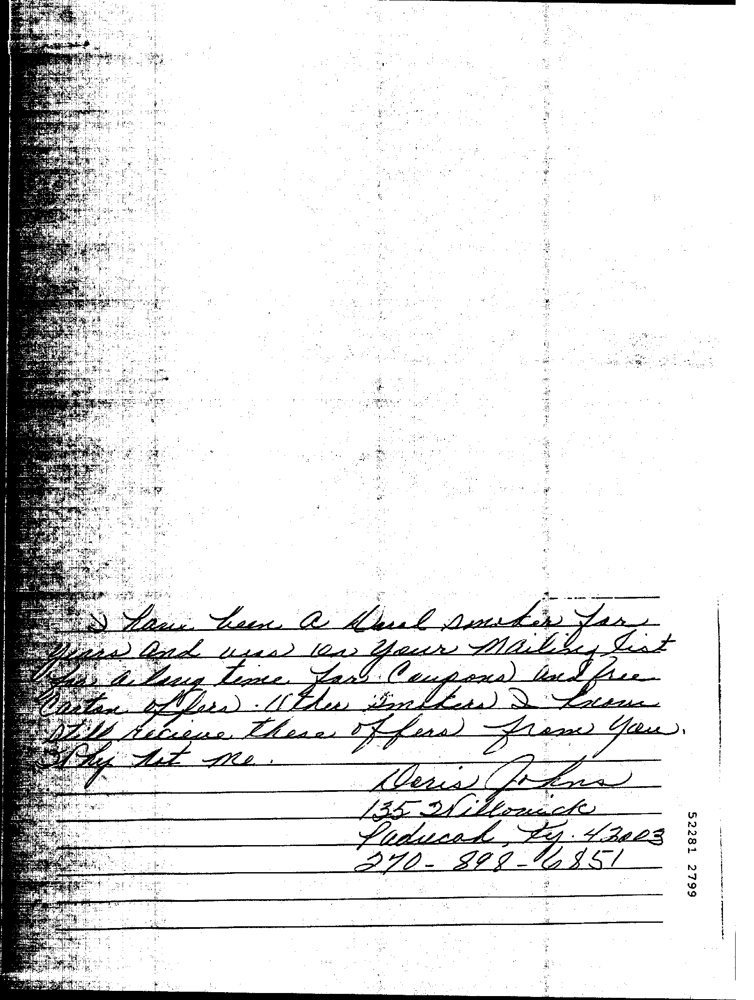 I have been a Doral smoker for
years and was on your mailing list
for a long time for Coupons and free
Carton offers. Other smokers I know
still recieve these offers from you.
Why not me.
Doris Johns
135 Willowick
Paducah, Ky. 42003
270-898-6851
52281 2799